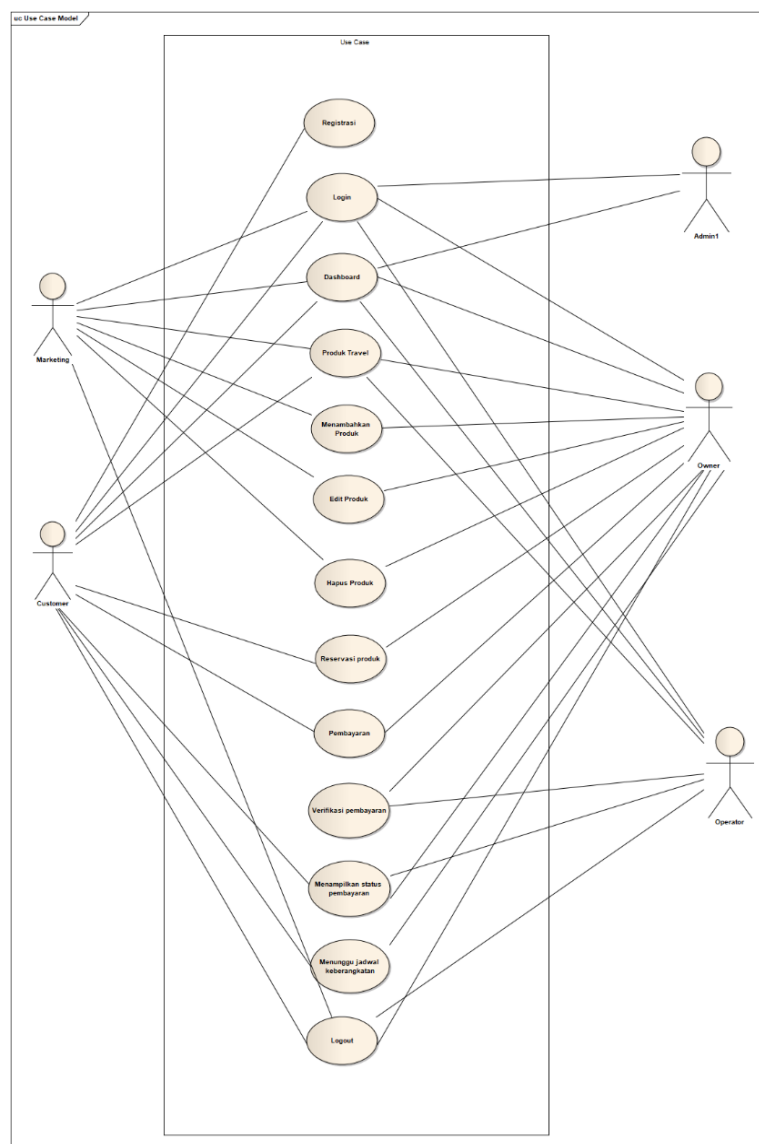 uc Use Case Model
Use Case
Registrasi
Login
Admin1
Dashboard
Marketing
Produk Travel
Menambahkan
Produk
Owner
Edit Produk
Hapus Produk
Customer
Reservasi produk
Pembayaran
Verifikasi pembayaran
Operator
Menampilkan status
pembayaran
Menunggu jadwal
keberangkatan
Logout